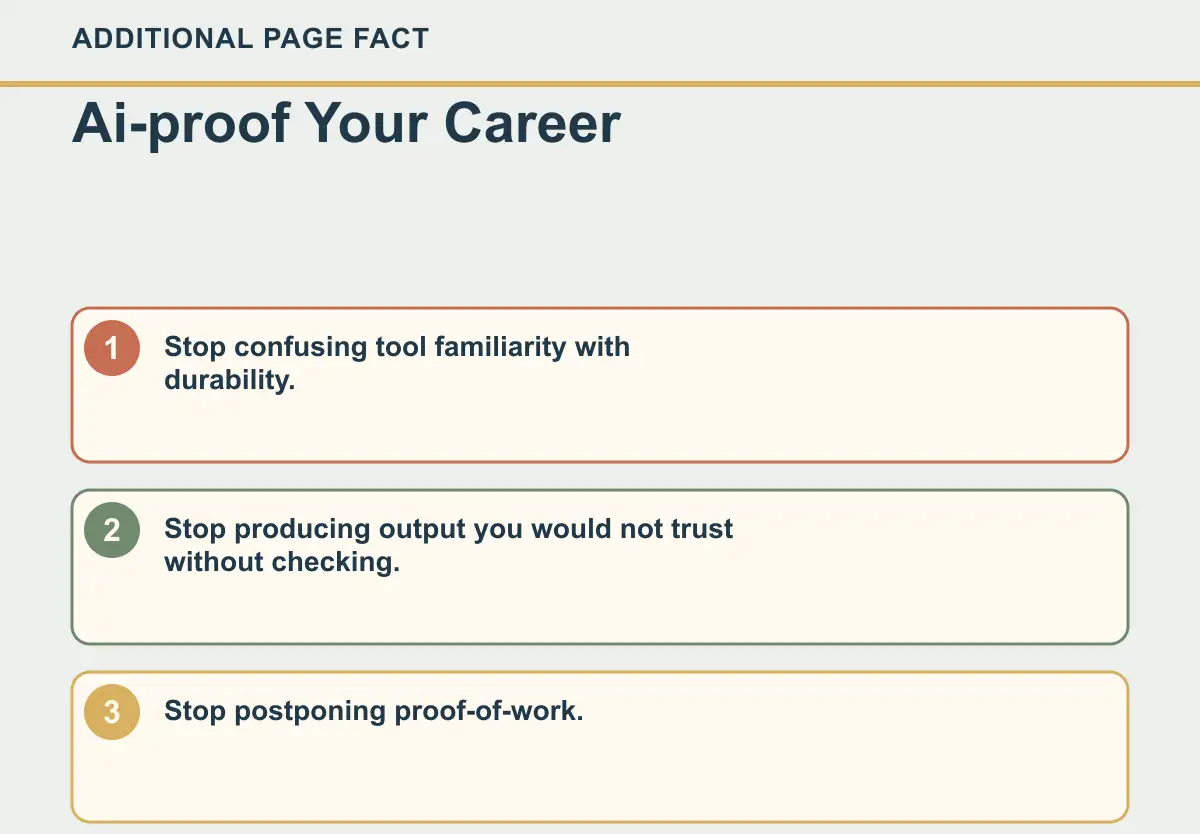 ADDITIONAL PAGE FACT
Ai-proof Your Career
1
Stop confusing tool familiarity with
durability.
2
Stop producing output you would not trust
without checking.
3
Stop postponing proof-of-work.